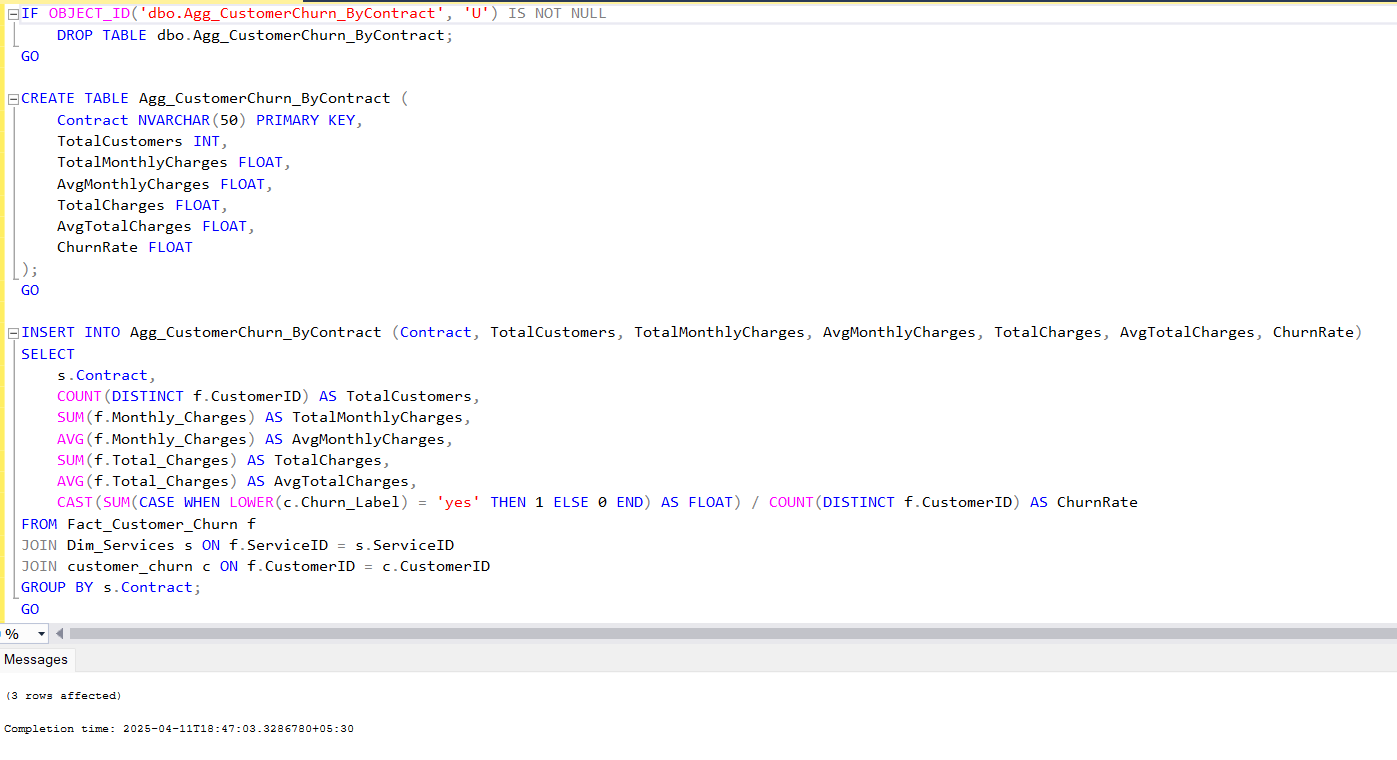 IF OBJECT_ID('dbo.Agg_CustomerChurn_ByContract', 'U') IS NOT NULL
    DROP TABLE dbo.Agg_CustomerChurn_ByContract;
GO

CREATE TABLE Agg_CustomerChurn_ByContract (
    Contract NVARCHAR(50) PRIMARY KEY,
    TotalCustomers INT,
    TotalMonthlyCharges FLOAT,
    AvgMonthlyCharges FLOAT,
    TotalCharges FLOAT,
    AvgTotalCharges FLOAT,
    ChurnRate FLOAT
);
GO

INSERT INTO Agg_CustomerChurn_ByContract (Contract, TotalCustomers, TotalMonthlyCharges, AvgMonthlyCharges, TotalCharges, AvgTotalCharges, ChurnRate)
SELECT
    s.Contract,
    COUNT(DISTINCT f.CustomerID) AS TotalCustomers,
    SUM(f.Monthly_Charges) AS TotalMonthlyCharges,
    AVG(f.Monthly_Charges) AS AvgMonthlyCharges,
    SUM(f.Total_Charges) AS TotalCharges,
    AVG(f.Total_Charges) AS AvgTotalCharges,
    CAST(SUM(CASE WHEN LOWER(c.Churn_Label) = 'yes' THEN 1 ELSE 0 END) AS FLOAT) / COUNT(DISTINCT f.CustomerID) AS ChurnRate
FROM Fact_Customer_Churn f
JOIN Dim_Services s ON f.ServiceID = s.ServiceID
JOIN customer_churn c ON f.CustomerID = c.CustomerID
GROUP BY s.Contract;
GO
%
Messages
(3 rows affected)
Completion time: 2025-04-11T18:47:03.3286780+05:30